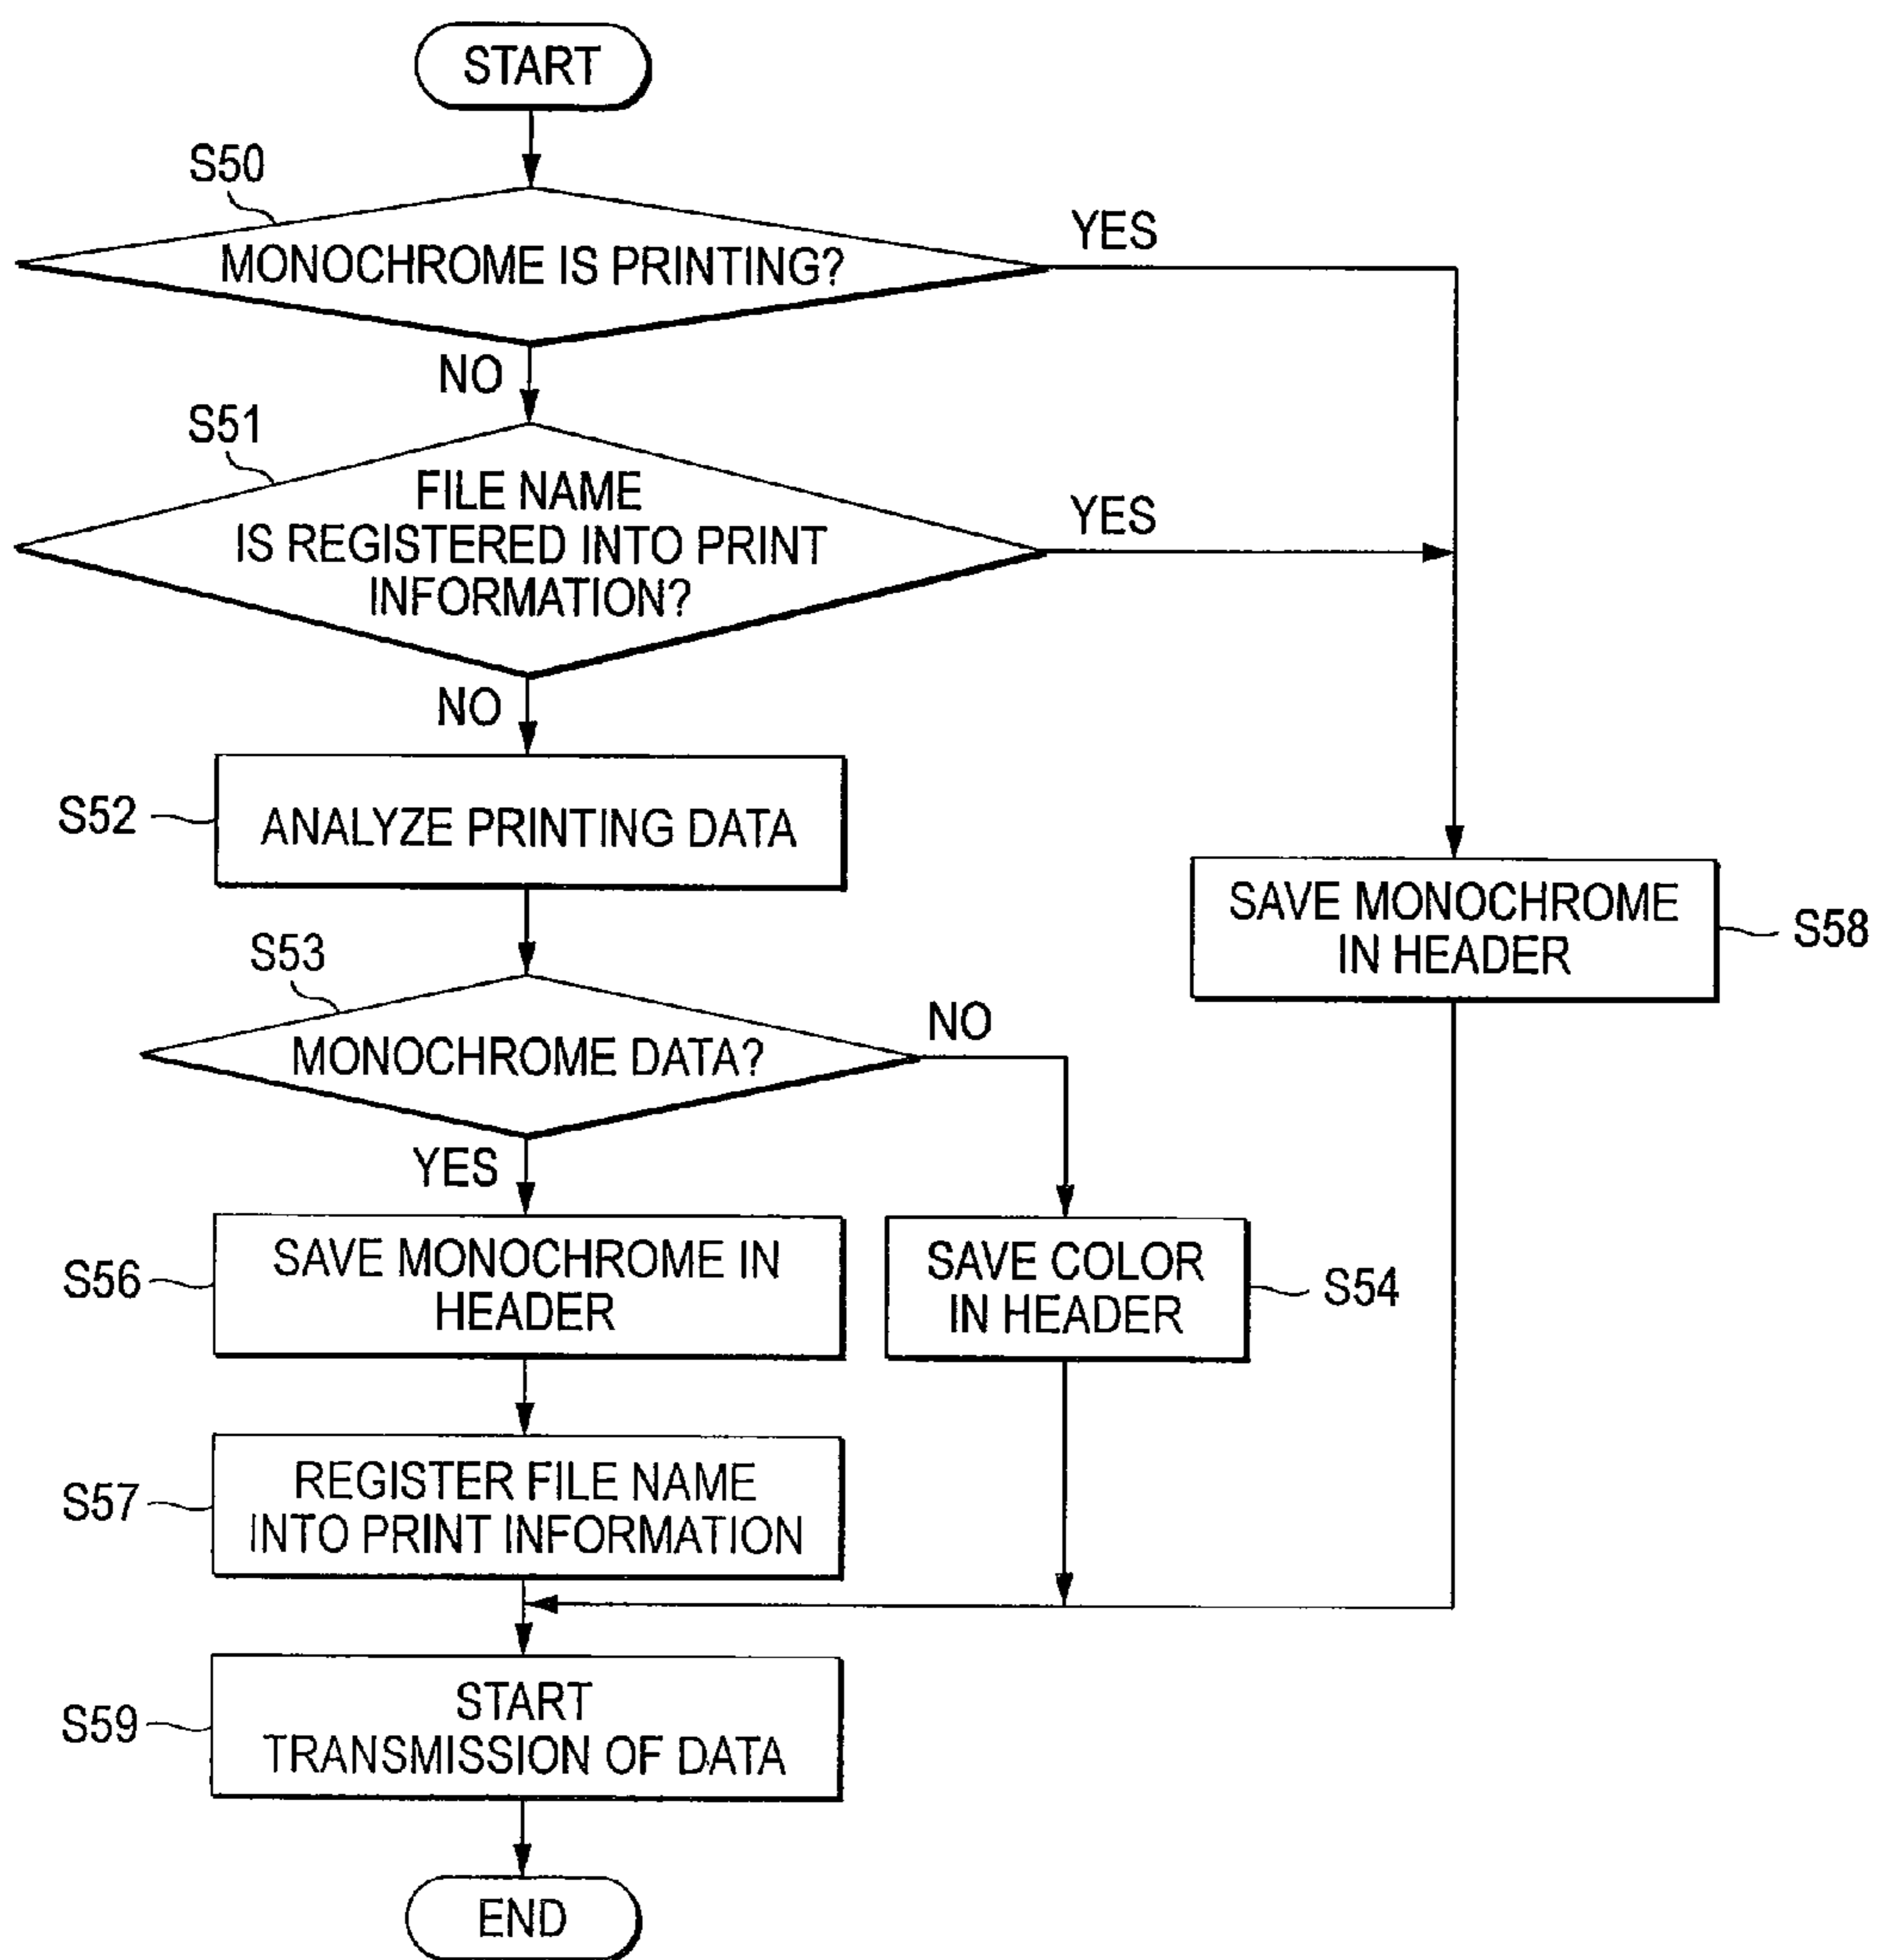 START
S50
MONOCHROME IS PRINTING?
YES
NO
S51
FILE NAME
IS REGISTERED INTO PRINT
INFORMATION?
YES
NO
S52
ANALYZE PRINTING DATA
SAVE MONOCHROME
IN HEADER
S58
S53
MONOCHROME DATA?
NO
YES
S56
SAVE MONOCHROME IN
HEADER
SAVE COLOR
IN HEADER
S54
S57
REGISTER FILE NAME
INTO PRINT INFORMATION
S59
START
TRANSMISSION OF DATA
END